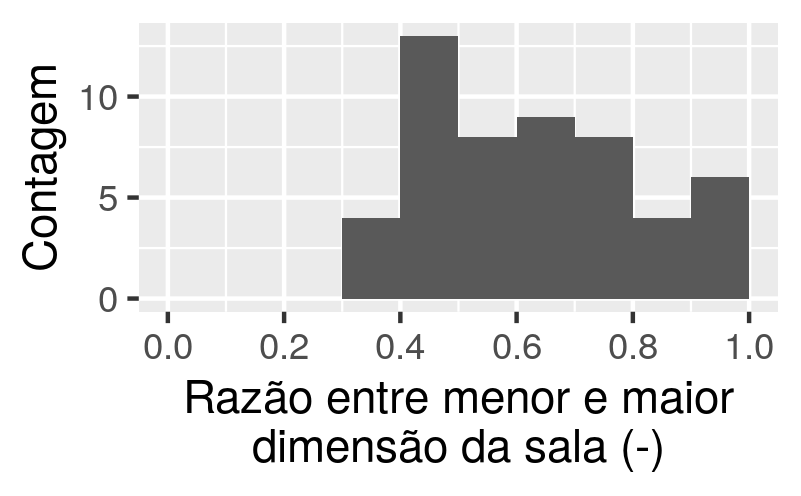 Contagem
10
5
0
0.0 0.2 0.4 0.6 0.8 1.0
Razão entre menor e maior
dimensão da sala (-)